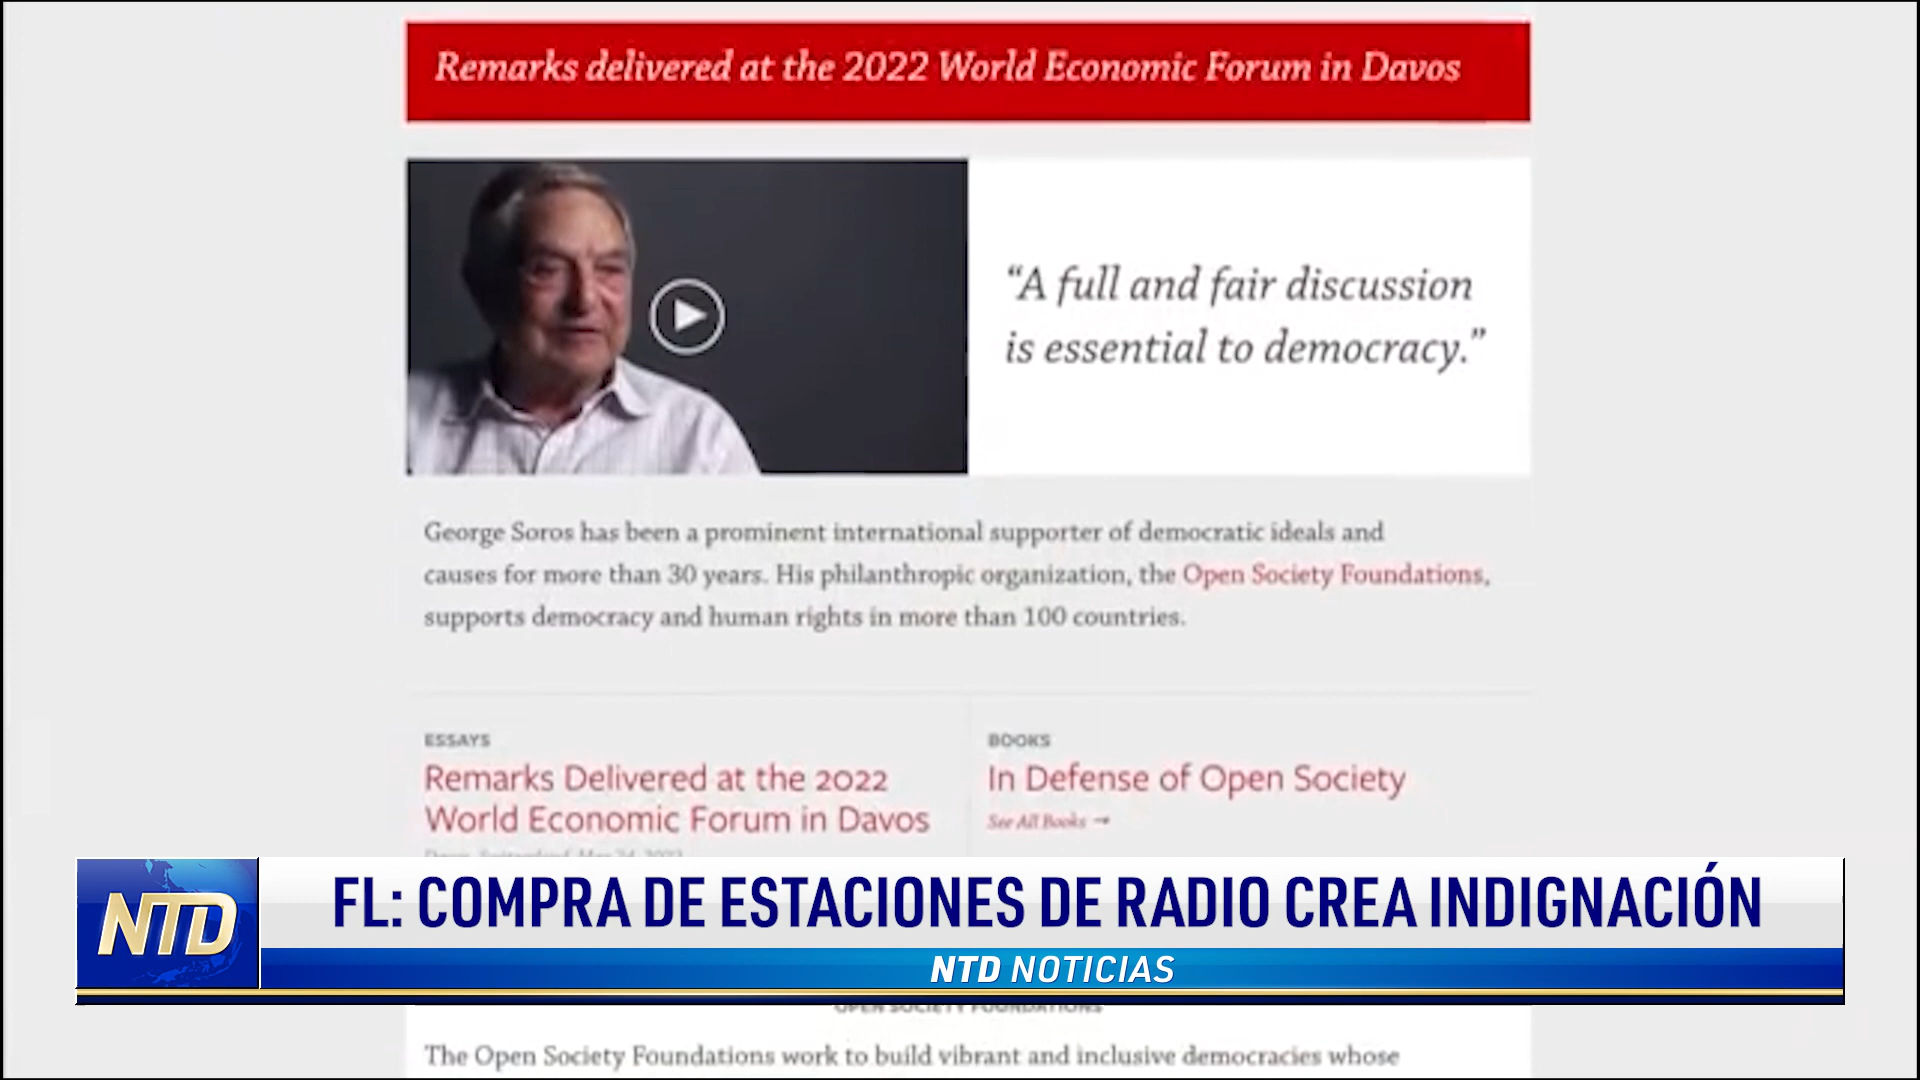 Remarks delivered at the 2022 World Economic Forum in Davos
“A full and fair discussion
is essential to democracy.”
George Soros has been a prominent international supporter of democratic ideals and
causes for more than 30 years. His philanthropic organization, the Open Society Foundations,
supports democracy and human rights in more than 100 countries.
ESSAYS
Remarks Delivered at the 2022
World Economic Forum in Davos
BOOKS
In Defense of Open Society
See All Books →
NTD
FL: COMPRA DE ESTACIONES DE RADIO CREA INDIGNACIÓN
NTD NOTICIAS
OPEN SOCIETY FOUNDATIONS
The Open Society Foundations work to build vibrant and inclusive democracies whose